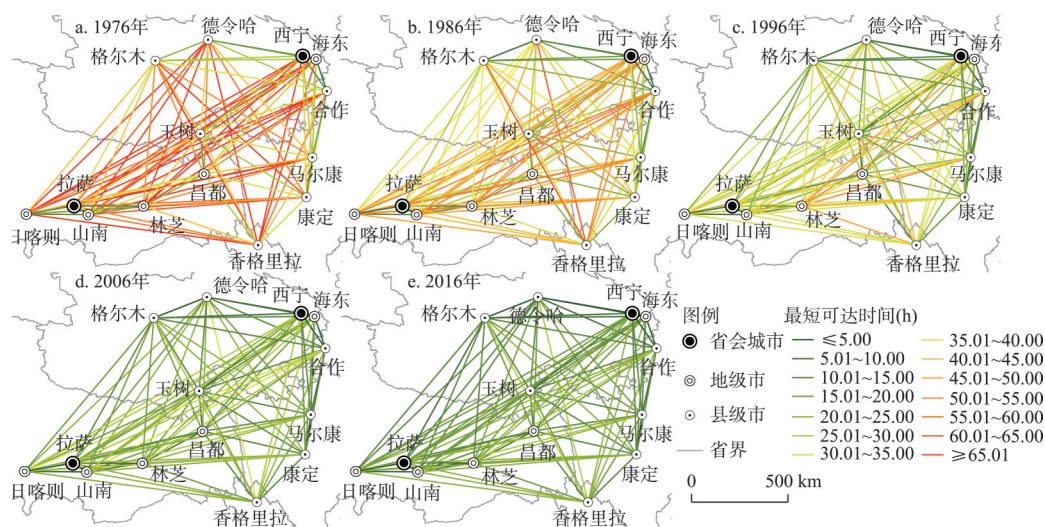 a. 1976年
德令哈
西宁
海东
格尔木
合作
玉树
马尔康
拉萨
昌都
康定
日喀则
山南
林芝
香格里拉
b. 1986年
德令哈
西宁
海东
格尔木
合作
玉树
马尔康
拉萨
昌都
康定
日喀则
山南
林芝
香格里拉
c. 1996年
德令哈
西宁
海东
格尔木
合作
玉树
马尔康
拉萨
昌都
康定
日喀则
山南
林芝
香格里拉
d. 2006年
德令哈
西宁
海东
格尔木
合作
玉树
马尔康
拉萨
昌都
康定
日喀则
山南
林芝
香格里拉
e. 2016年
西宁
海东
格尔木
德令哈
合作
玉树
马尔康
拉萨
昌都
康定
日喀则
山南
林芝
香格里拉
图例
省会城市
地级市
县级市
省界
最短可达时间(h)
≤5.00
5.01~10.00
10.01~15.00
15.01~20.00
20.01~25.00
25.01~30.00
30.01~35.00
35.01~40.00
40.01~45.00
45.01~50.00
50.01~55.00
55.01~60.00
60.01~65.00
≥65.01
0 500 km